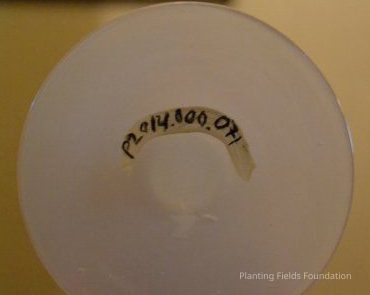 P2014.000.071
Planting Fields Foundation